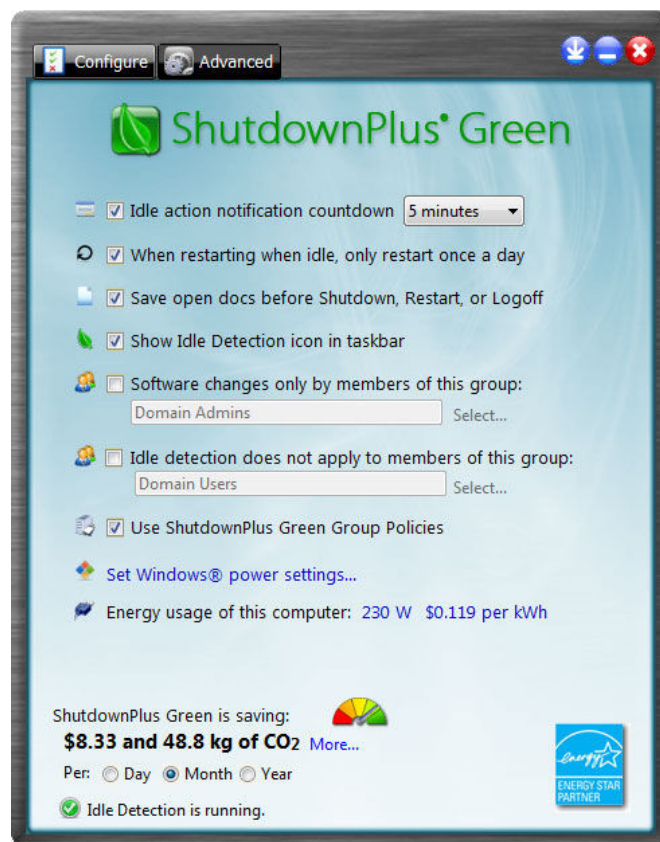 Configure Advanced
ShutdownPlus® Green
Idle action notification countdown 5 minutes
When restarting when idle, only restart once a day
Save open docs before Shutdown, Restart, or Logoff
Show Idle Detection icon in taskbar
Software changes only by members of this group:
Domain Admins Select...
Idle detection does not apply to members of this group:
Domain Users Select...
Use ShutdownPlus Green Group Policies
Set Windows® power settings...
Energy usage of this computer: 230 W $0.119 per kWh
ShutdownPlus Green is saving:
$8.33 and 48.8 kg of CO2 More...
Per: Day Month Year
Idle Detection is running.
energy
ENERGY STAR
PARTNER